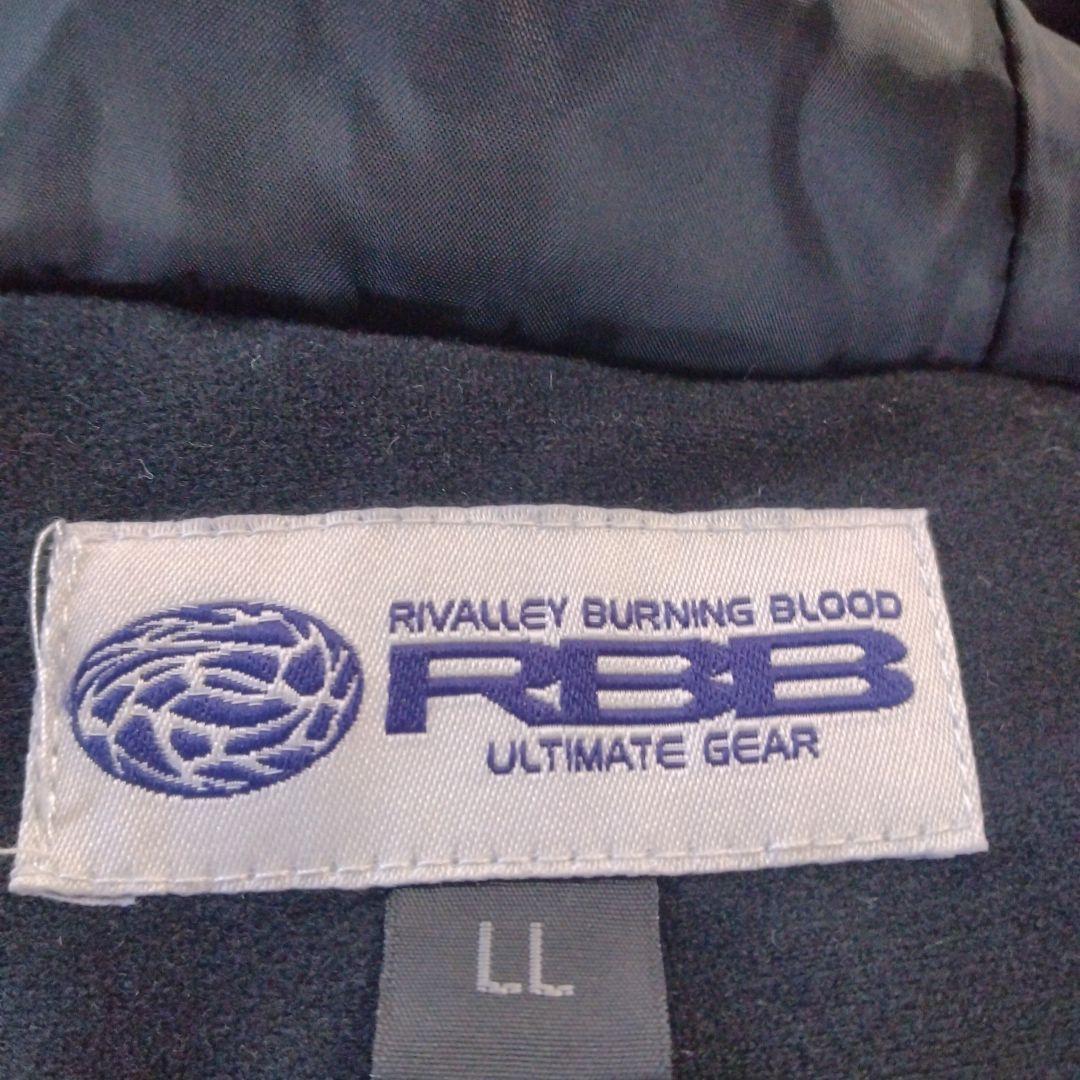 RIVALLEY BURNING BLOOD
RBB
ULTIMATE GEAR
LL